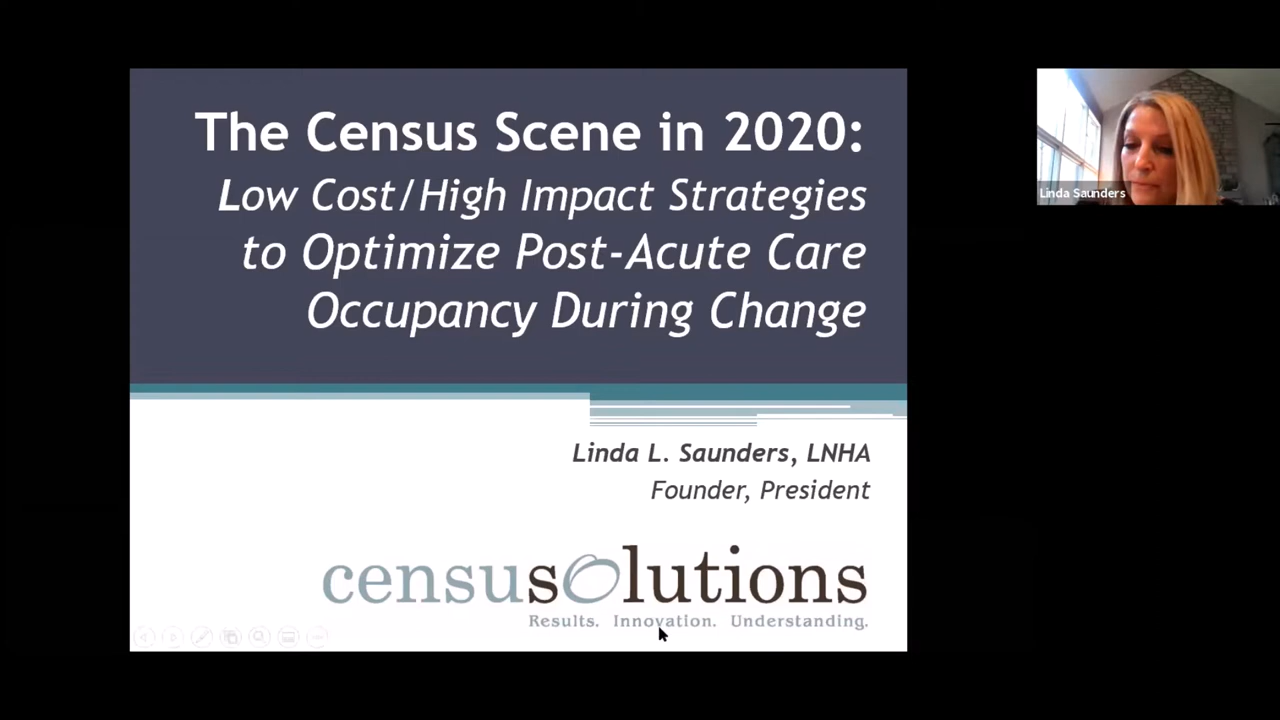 The Census Scene in 2020:
Low Cost/High Impact Strategies
to Optimize Post-Acute Care
Occupancy During Change
Linda Saunders
Linda L. Saunders, LNHA
Founder, President
censusolutions
Results. Innovation. Understanding.